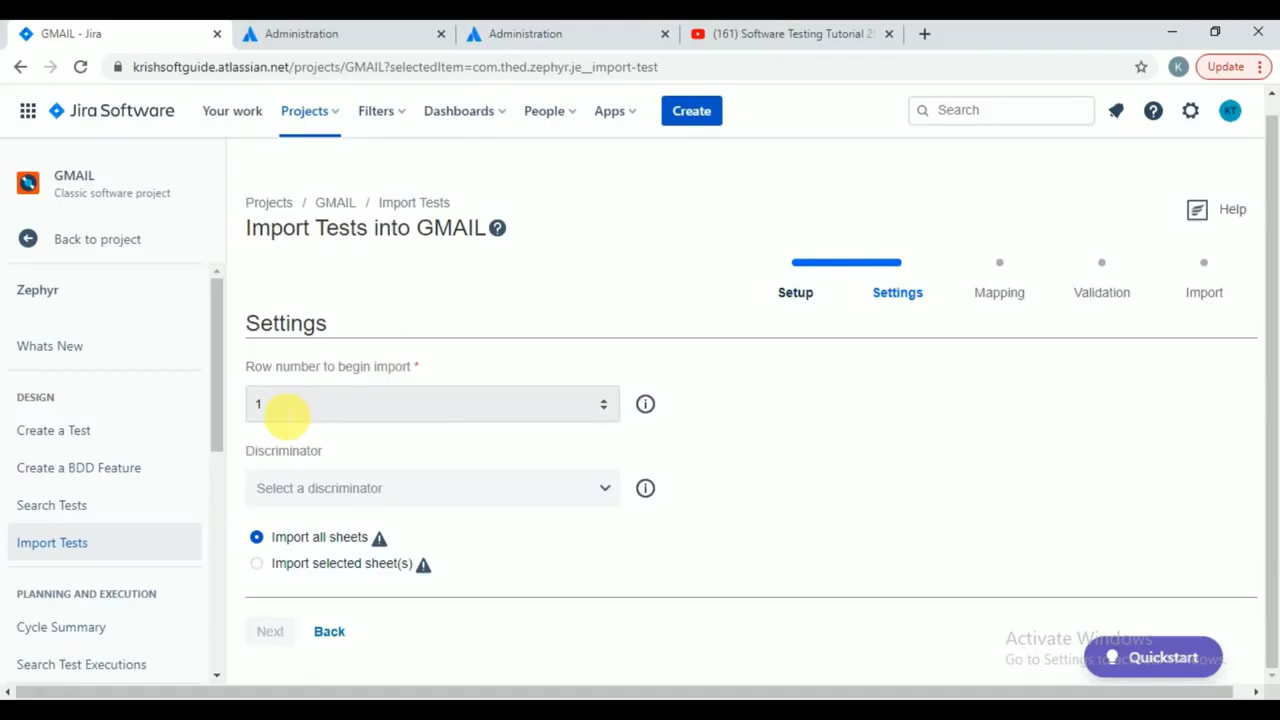 GMAIL - Jira
Administration
Administration
(161) Software Testing Tutorial 2
krishsoftguide.atlassian.net/projects/GMAIL?selectedItem=com.thed.zephyr.je__import-test
K
Update
Jira Software
Your work
Projects
Filters
Dashboards
People
Apps
Create
Search
KT
GMAIL
Classic software project
Back to project
Zephyr
Whats New
DESIGN
Create a Test
Create a BDD Feature
Search Tests
Import Tests
PLANNING AND EXECUTION
Cycle Summary
Search Test Executions
Projects / GMAIL / Import Tests
Import Tests into GMAIL
Help
Setup
Settings
Mapping
Validation
Import
Settings
Row number to begin import *
1
Discriminator
Select a discriminator
Import all sheets
Import selected sheet(s)
Next
Back
Activate Windows
Go to Settings to
Quickstart